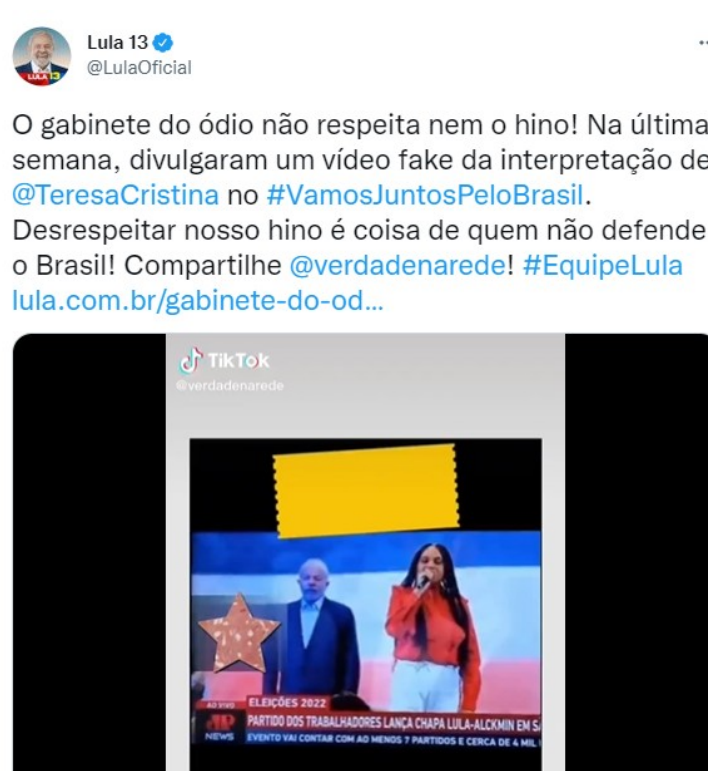 Lula 13
@LulaOficial
O gabinete do ódio não respeita nem o hino! Na última
semana, divulgaram um vídeo fake da interpretação de
@TeresaCristina no #VamosJuntosPeloBrasil.
Desrespeitar nosso hino é coisa de quem não defende
o Brasil! Compartilhe @verdadenarede! #EquipeLula
lula.com.br/gabinete-do-od...
TikTok
@verdadenarede
AO VIVO
ELEIÇÕES 2022
JP
NEWS
PARTIDO DOS TRABALHADORES LANÇA CHAPA LULA-ALCKMIN EM
EVENTO VAI CONTAR COM AO MENOS 7 PARTIDOS E CERCA DE 4 MIL
LULA 13